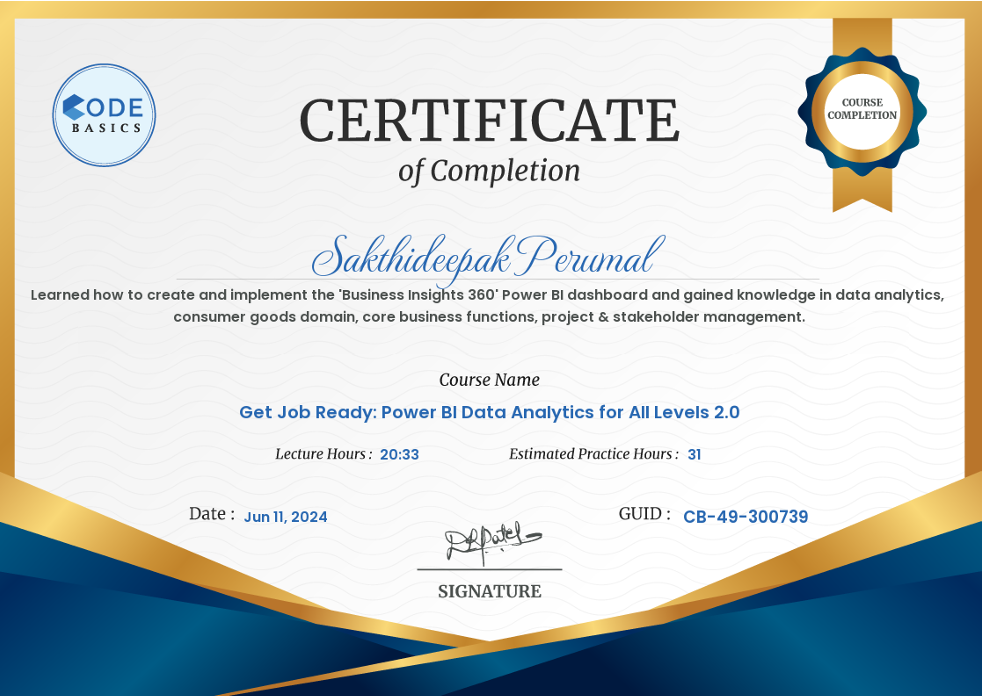 CODE
BASICS
COURSE
COMPLETION
CERTIFICATE
of Completion
Sakthideepak Perumal
Learned how to create and implement the 'Business Insights 360' Power BI dashboard and gained knowledge in data analytics,
consumer goods domain, core business functions, project & stakeholder management.
Course Name
Get Job Ready: Power BI Data Analytics for All Levels 2.0
Lecture Hours : 20:33 Estimated Practice Hours : 31
Date : Jun 11, 2024 GUID : CB-49-300739
DRPatel
SIGNATURE